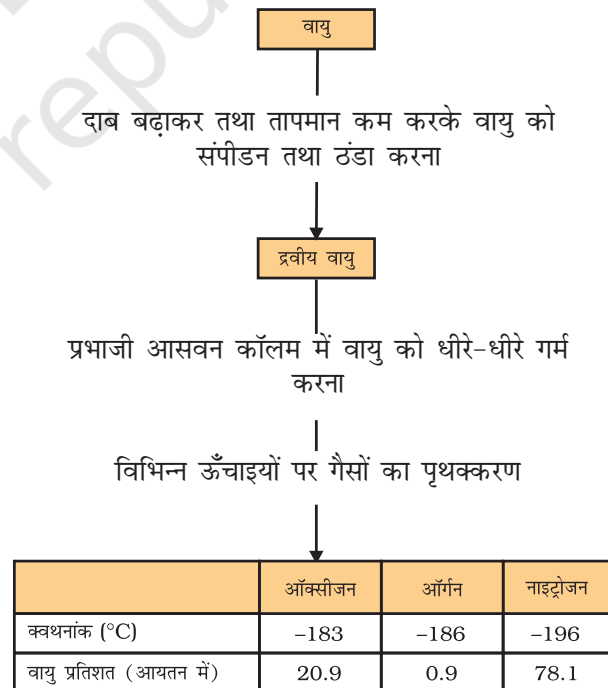 वायु
दाब बढ़ाकर तथा तापमान कम करके वायु को
संपीडन तथा ठंडा करना
द्रवीय वायु
प्रभाजी आसवन कॉलम में वायु को धीरे-धीरे गर्म
करना
विभिन्न ऊँचाइयों पर गैसों का पृथक्करण
ऑक्सीजन ऑर्गन नाइट्रोजन
क्वथनांक (°C) –183 –186 –196
वायु प्रतिशत (आयतन में) 20.9 0.9 78.1